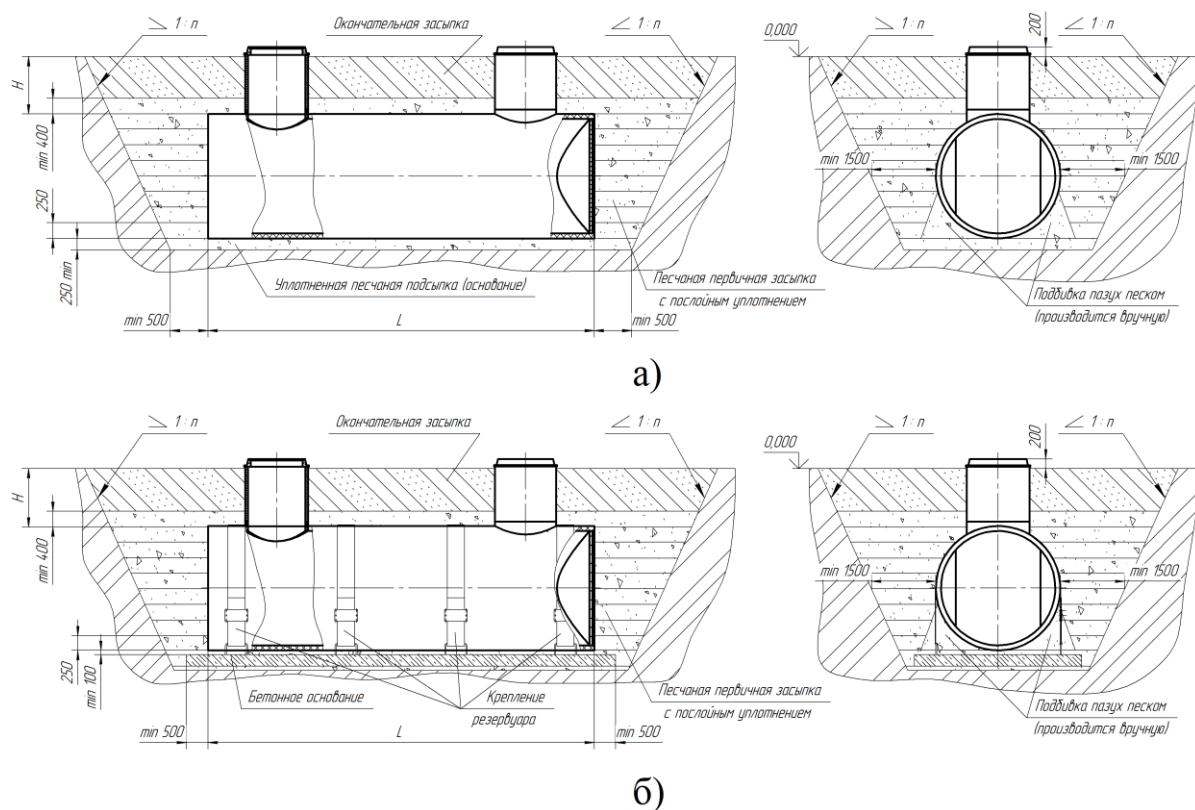 1 : n
Окончательная засыпка
1 : n
H
min 400
250
250 min
Уплотненная песчаная подсыпка (основание)
Песчаная первичная засыпка
с послойным уплотнением
min 500
L
min 500
0,000
1 : n
200
1 : n
min 1500
min 1500
Подбивка пазух песком
(производится вручную)
а)
1 : n
Окончательная засыпка
1 : n
H
min 400
250
min 100
Бетонное основание
Крепление
резервуара
Песчаная первичная засыпка
с послойным уплотнением
min 500
L
min 500
0,000
1 : n
200
1 : n
min 1500
min 1500
Подбивка пазух песком
(производится вручную)
б)